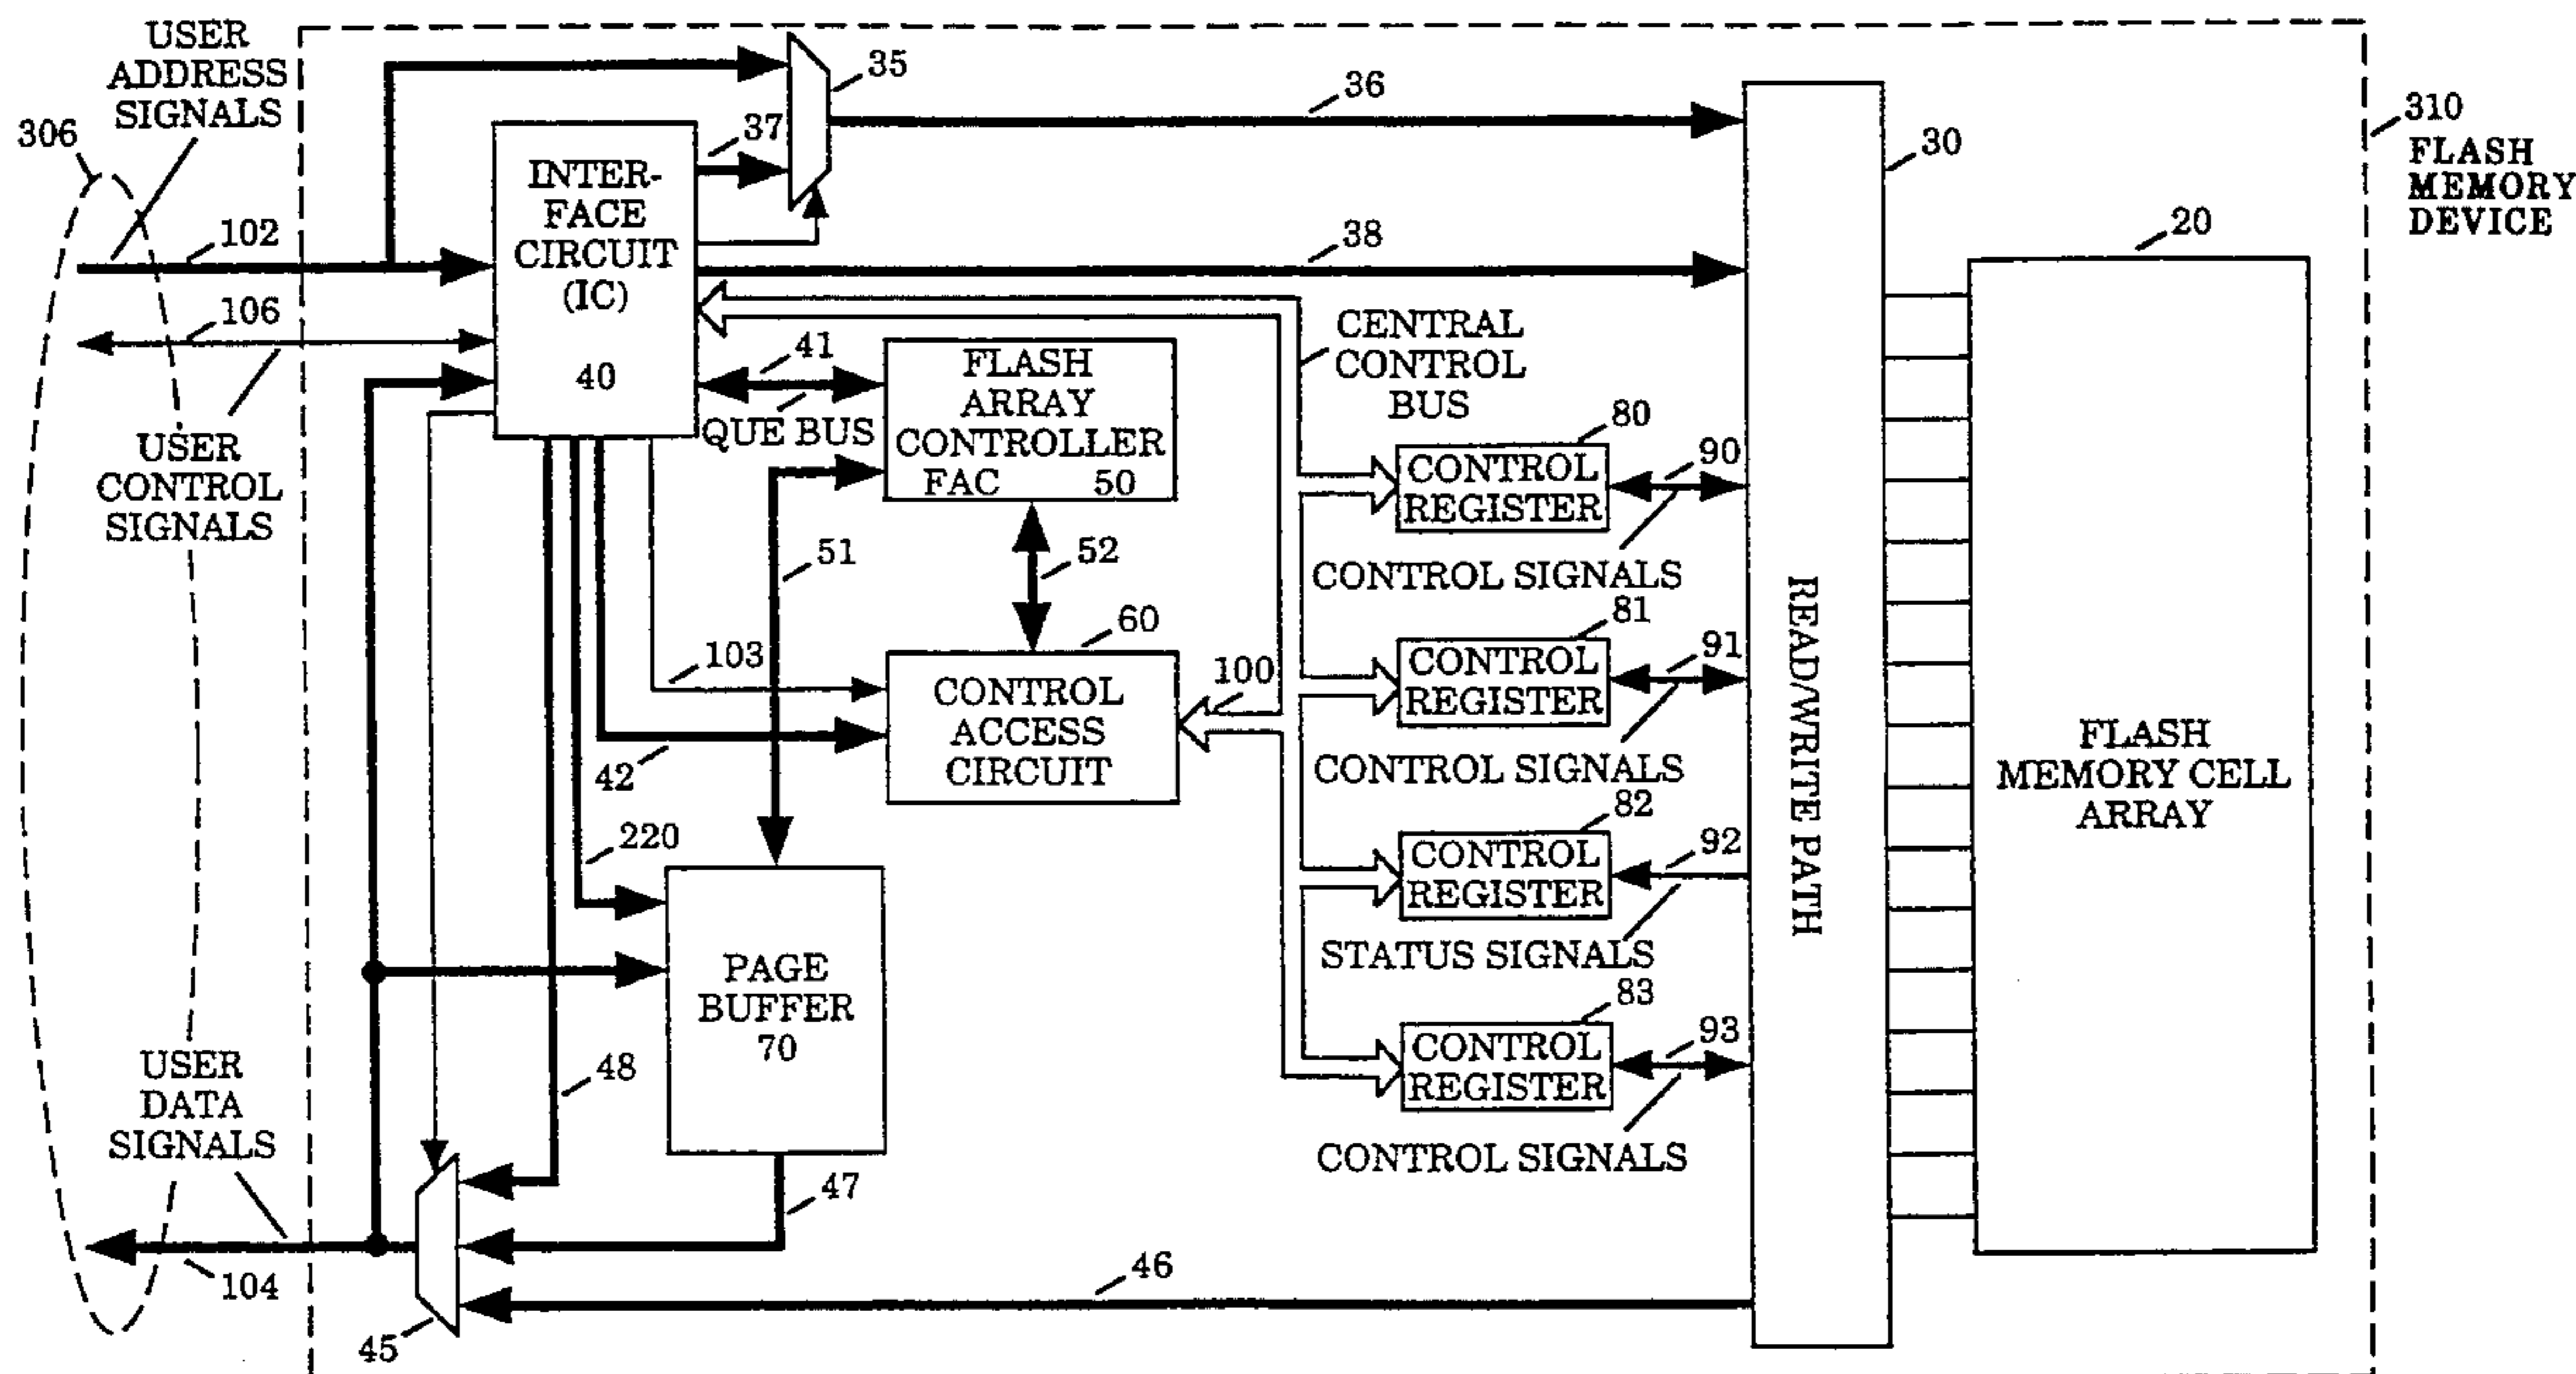 USER
ADDRESS
SIGNALS
306
102
106
USER
CONTROL
SIGNALS
USER
DATA
SIGNALS
104
INTER-
FACE
CIRCUIT
(IC)
40
35
37
36
38
30
310
FLASH
MEMORY
DEVICE
20
41
QUE BUS
FLASH
ARRAY
CONTROLLER
FAC 50
CENTRAL
CONTROL
BUS
51
52
60
103
42
CONTROL
ACCESS
CIRCUIT
100
220
PAGE
BUFFER
70
48
47
46
45
80
CONTROL
REGISTER
90
CONTROL SIGNALS
81
CONTROL
REGISTER
91
CONTROL SIGNALS
82
CONTROL
REGISTER
92
STATUS SIGNALS
83
CONTROL
REGISTER
93
CONTROL SIGNALS
READ/WRITE PATH
FLASH
MEMORY CELL
ARRAY